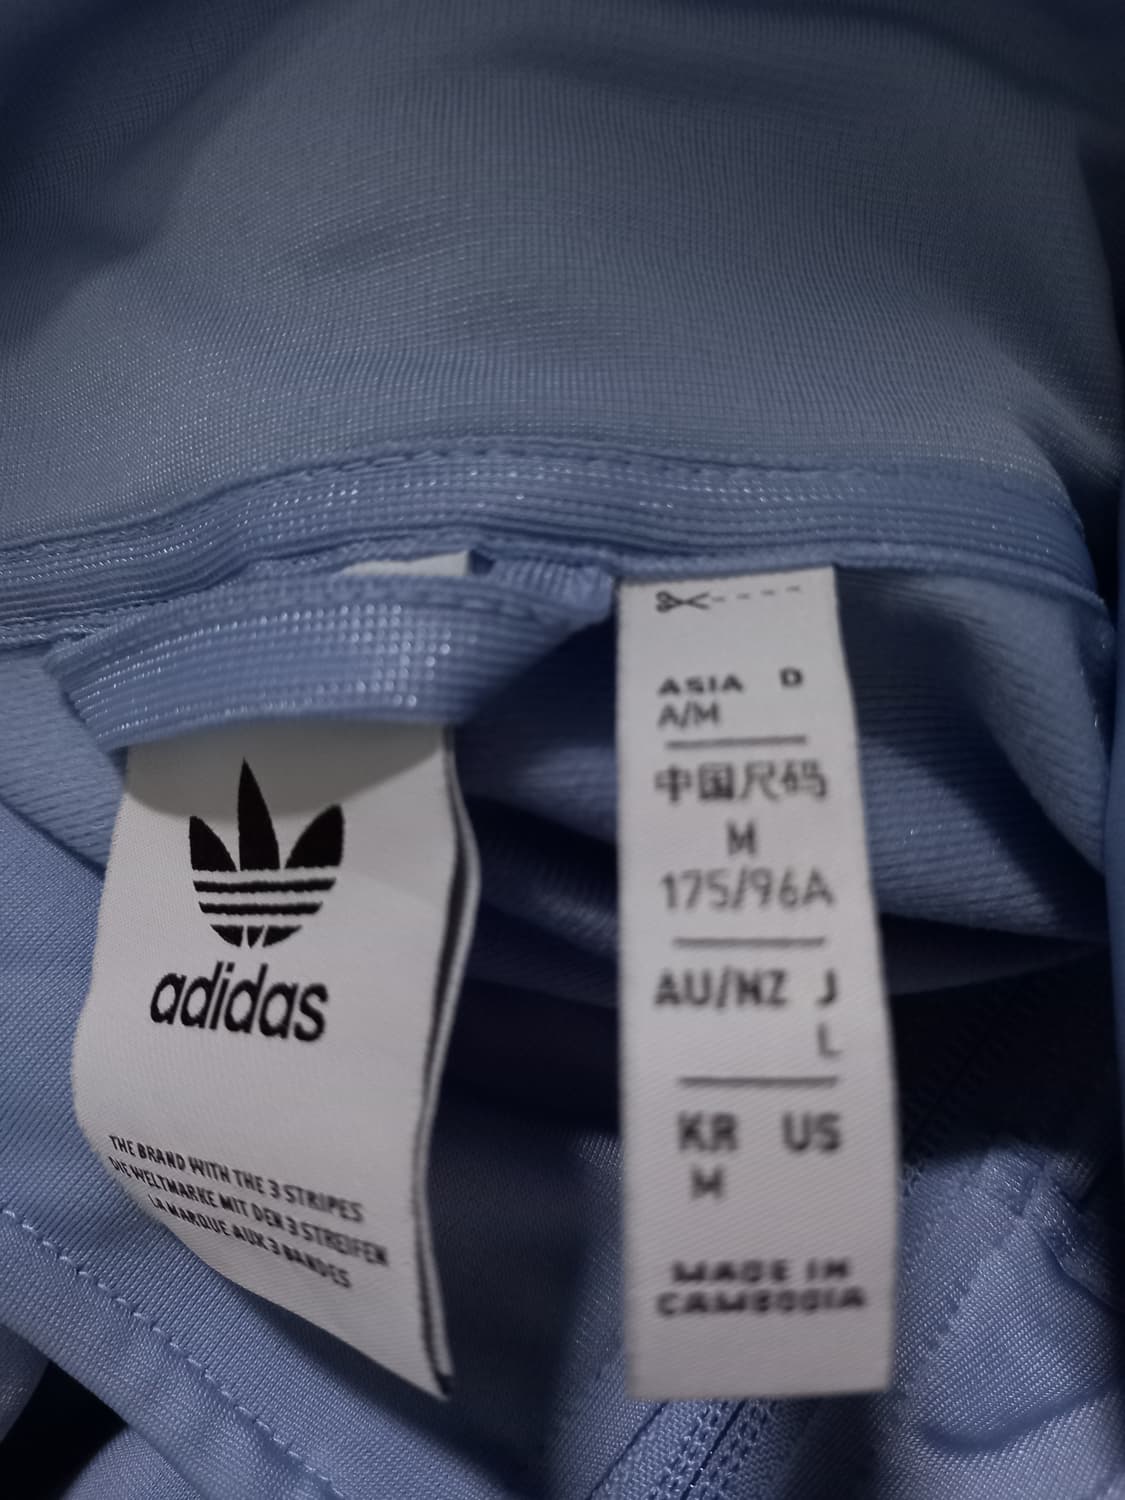 adidas
THE BRAND WITH THE 3 STRIPES
DIE WELTMARKE MIT DEN 3 STREIFEN
LA MARQUE AUX 3 BANDES
ASIA D
A/M
中国尺码
M
175/96A
AU/NZ J
L
KR US
M
MADE IN
CAMBODIA